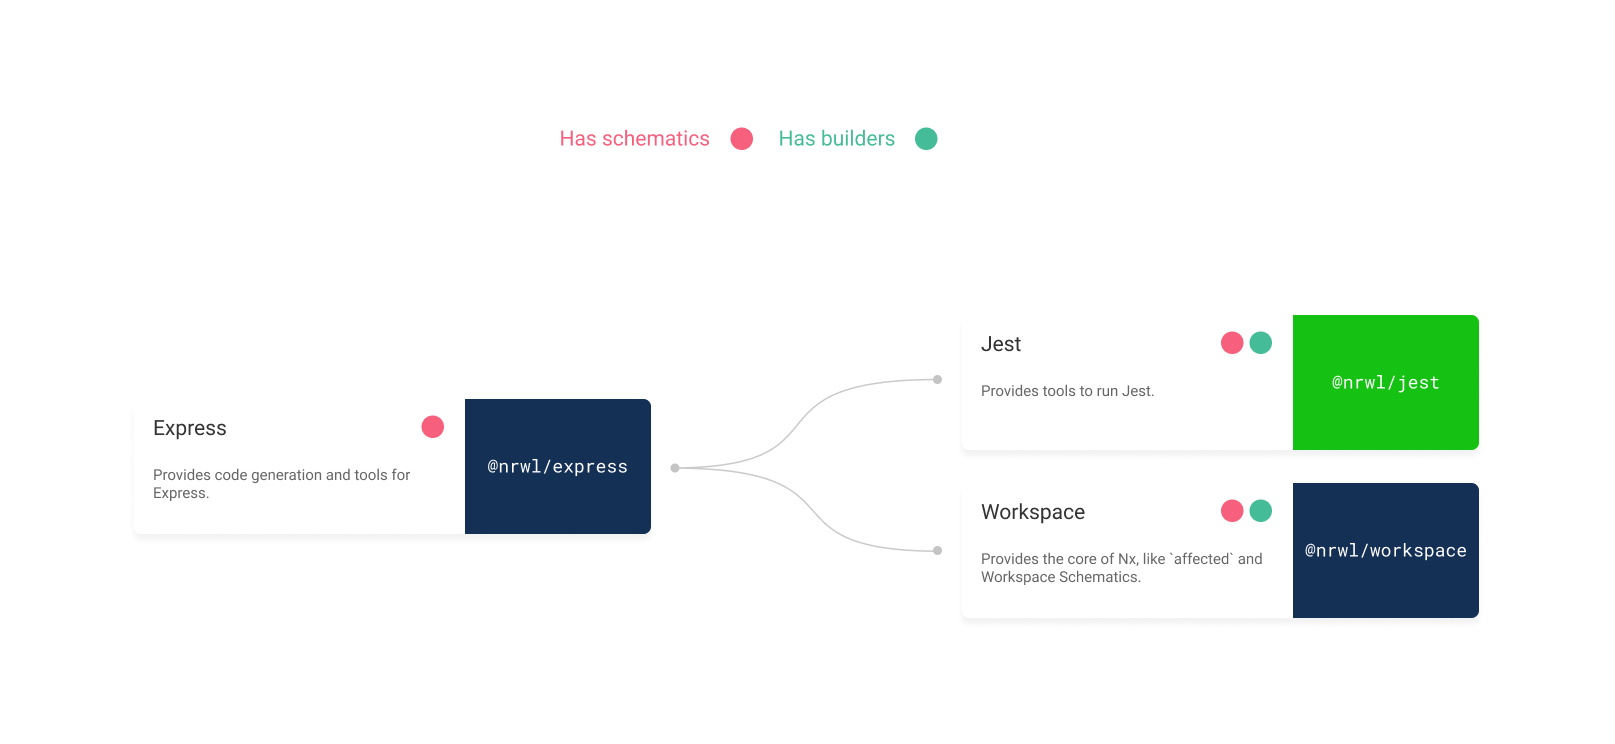 Has schematics
Has builders
Express
Provides code generation and tools for
Express.
@nrwl/express
Jest
Provides tools to run Jest.
@nrwl/jest
Workspace
Provides the core of Nx, like `affected` and
Workspace Schematics.
@nrwl/workspace